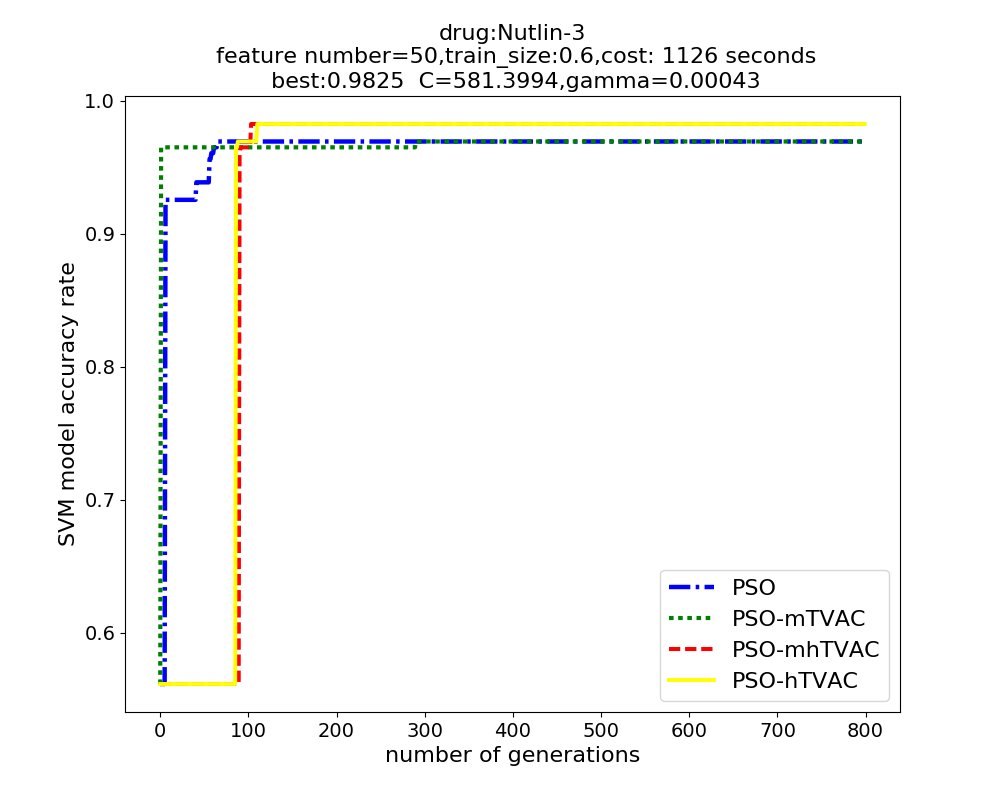 drug:Nutlin-3
feature number=50,train_size:0.6,cost: 1126 seconds
best:0.9825  C=581.3994,gamma=0.00043
1.0
0.9
0.8
0.7
0.6
SVM model accuracy rate
PSO
PSO-mTVAC
PSO-mhTVAC
PSO-hTVAC
0 100 200 300 400 500 600 700 800
number of generations